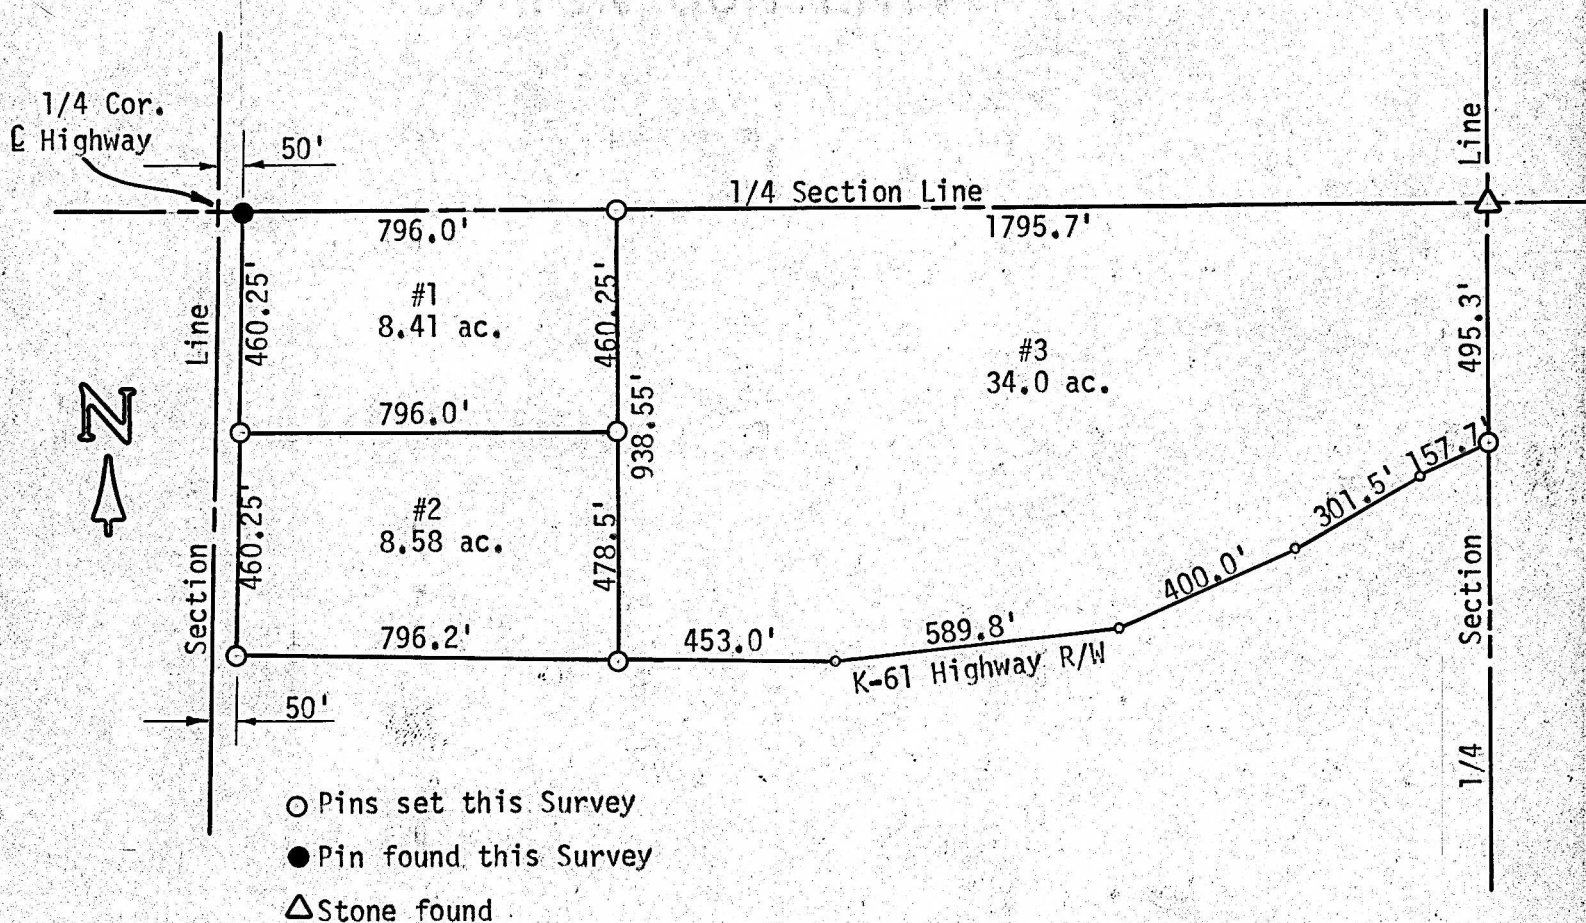 1/4 Cor.
℄ Highway
50'
1/4 Section Line
796.0'
1795.7'
Line
460.25'
#1
8.41 ac.
460.25'
Line
495.3'
#3
34.0 ac.
N
796.0'
938.55'
157.7'
301.5'
400.0'
#2
8.58 ac.
460.25'
478.5'
Section
Section
796.2'
453.0'
589.8'
K-61 Highway R/W
50'
1/4
Pins set this Survey
Pin found this Survey
Stone found